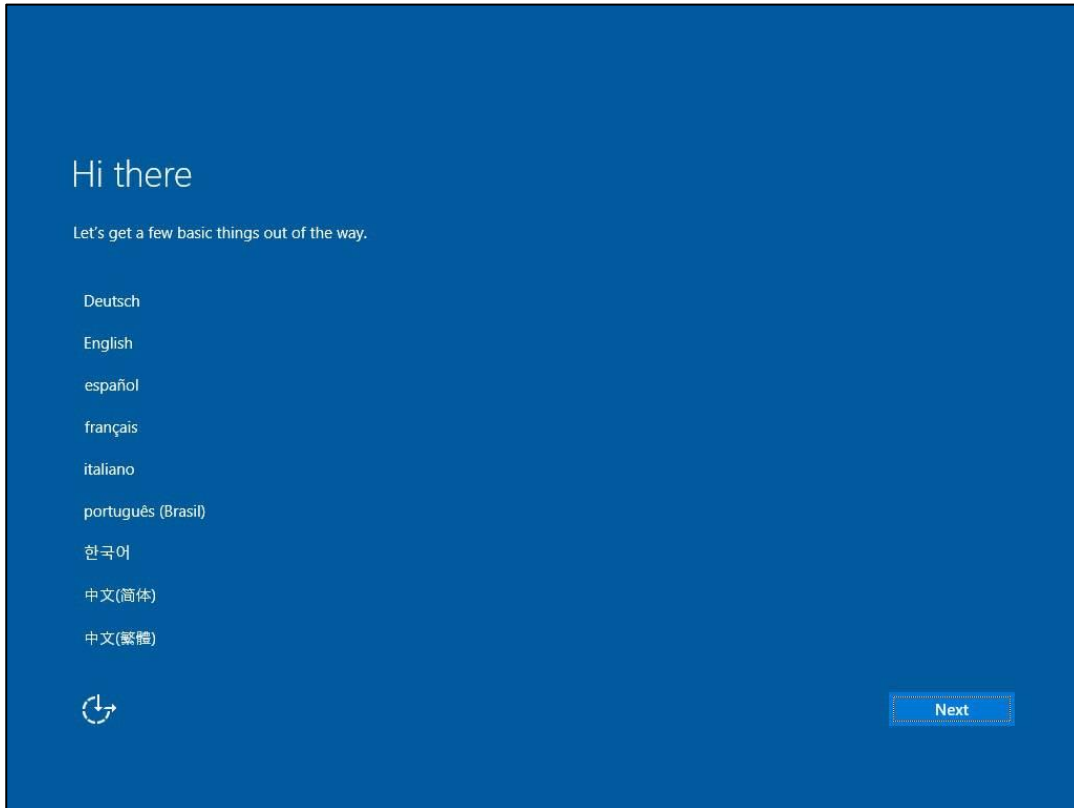 Hi there
Let's get a few basic things out of the way.
Deutsch
English
español
français
italiano
português (Brasil)
한국어
中文(简体)
中文(繁體)
Next